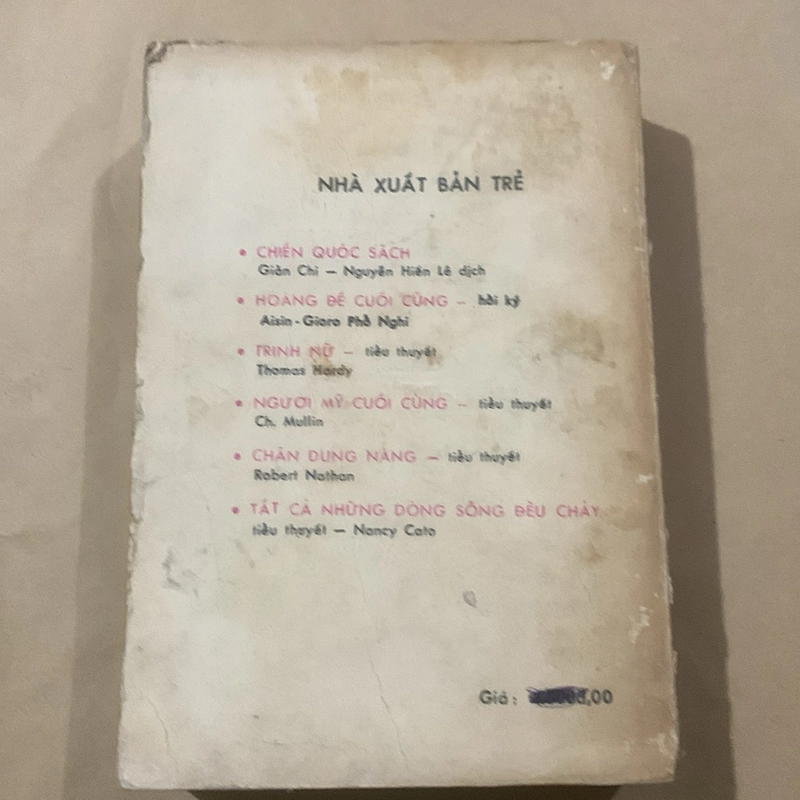 NHÀ XUẤT BẢN TRẺ
• CHIẾN QUỐC SÁCH
Giản Chi — Nguyễn Hiến Lê dịch
• HOÀNG ĐẾ CUỐI CÙNG — hồi ký
Aisin - Gioro Phổ Nghi
• TRINH NỮ — tiểu thuyết
Thomas Hardy
• NGƯỜI MỸ CUỐI CÙNG — tiểu thuyết
Ch. Mullin
• CHÂN DUNG NÀNG — tiểu thuyết
Robert Nathan
• TẤT CẢ NHỮNG DÒNG SÔNG ĐỀU CHẢY
tiểu thuyết — Nancy Cato
Giá : ,00